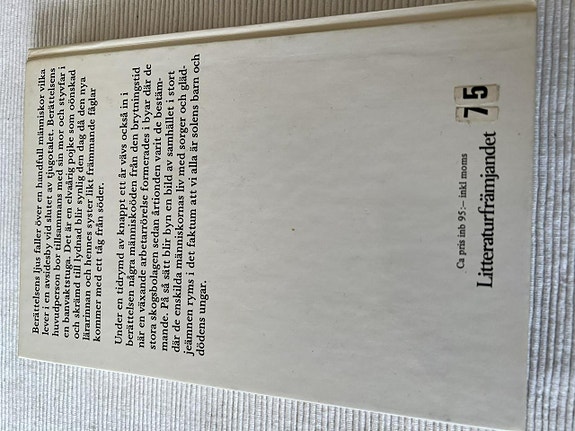 Berättelsens ljus faller över en handfull människor vilka
lever i en avsidesby vid slutet av tjugotalet. Berättelsens
huvudperson bor tillsammans med sin mor och styvfar i
en banvaktstuga. Det är en elvaårig pojke som oönskad
och skrämd till lydnad blir synlig den dag då den nya
lärarinnan och hennes syster likt främmande fåglar
kommer med ett tåg från söder.
Under en tidrymd av knappt ett år vävs också in i
berättelsen några människoöden från den brytningstid
när en växande arbetarrörelse formerades i byar där de
stora skogsbolagen sedan årtionden varit de bestäm-
mande. På så sätt blir byn en bild av samhället i stort
där de enskilda människornas liv med sorger och gläd-
jeämnen ryms i det faktum att vi alla är solens barn och
dödens ungar.
Ca pris inb 95:– inkl moms
Litteraturfrämjandet 75